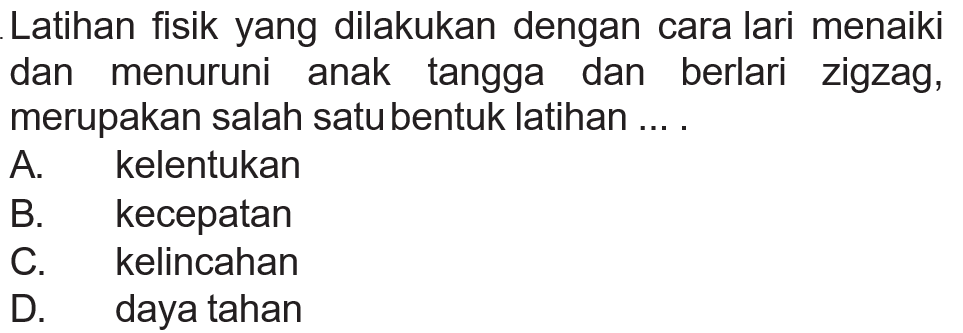 Latihan fisik yang dilakukan dengan cara lari menaiki
dan menuruni anak tangga dan berlari zigzag,
merupakan salah satu bentuk latihan ... .
A. kelentukan
B. kecepatan
C. kelincahan
D. daya tahan